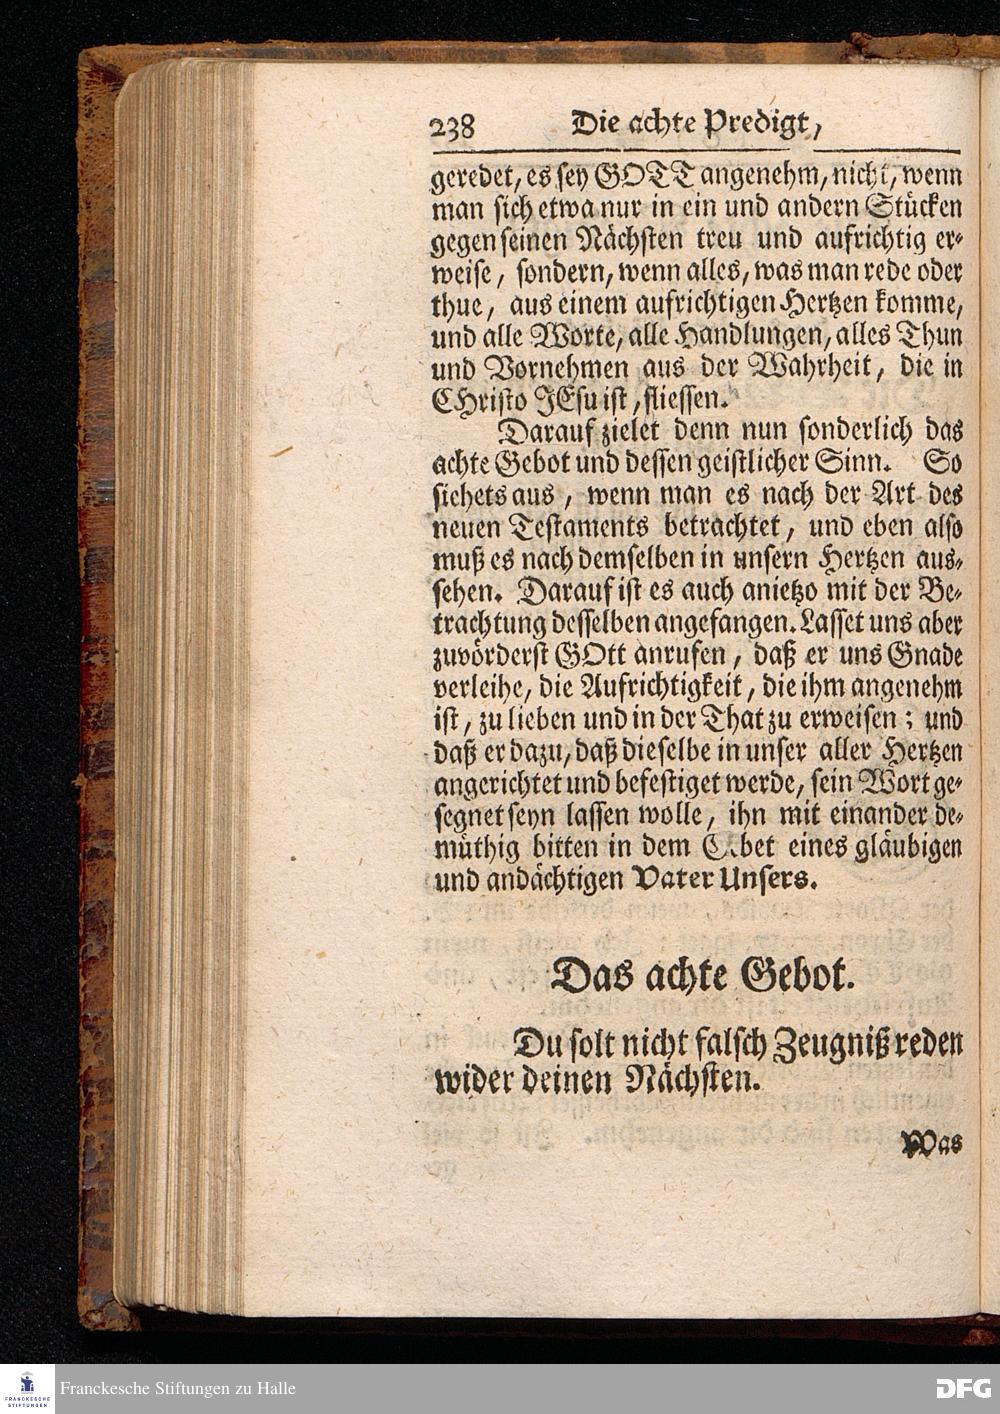 238 Die achte Predigt,
geredet, es sey GOTT angenehm, nicht, wenn
man sich etwa nur in ein und andern Stücken
gegen seinen Nächsten treu und aufrichtig er-
weise, sondern, wenn alles, was man rede oder
thue, aus einem aufrichtigen Hertzen komme,
und alle Worte, alle Handlungen, alles Thun
und Vornehmen aus der Wahrheit, die in
CHristo JEsu ist, fliessen.
Darauf zielet denn nun sonderlich das
achte Gebot und dessen geistlicher Sinn. So
siehets aus, wenn man es nach der Art des
neuen Testaments betrachtet, und eben also
muß es nach demselben in unsern Hertzen aus-
sehen. Darauf ist es auch anietzo mit der Be-
trachtung desselben angefangen. Lasset uns aber
zuvörderst GOtt anrufen, daß er uns Gnade
verleihe, die Aufrichtigkeit, die ihm angenehm
ist, zu lieben und in der That zu erweisen; und
daß er dazu, daß dieselbe in unser aller Hertzen
angerichtet und befestiget werde, sein Wort ge-
segnet seyn lassen wolle, ihn mit einander de-
müthig bitten in dem Gebet eines gläubigen
und andächtigen Vater Unsers.
Das achte Gebot.
Du solt nicht falsch Zeugniß reden
wider deinen Nächsten.
Was
FRANCKESCHE
STIFTUNGEN
Franckesche Stiftungen zu Halle
DFG